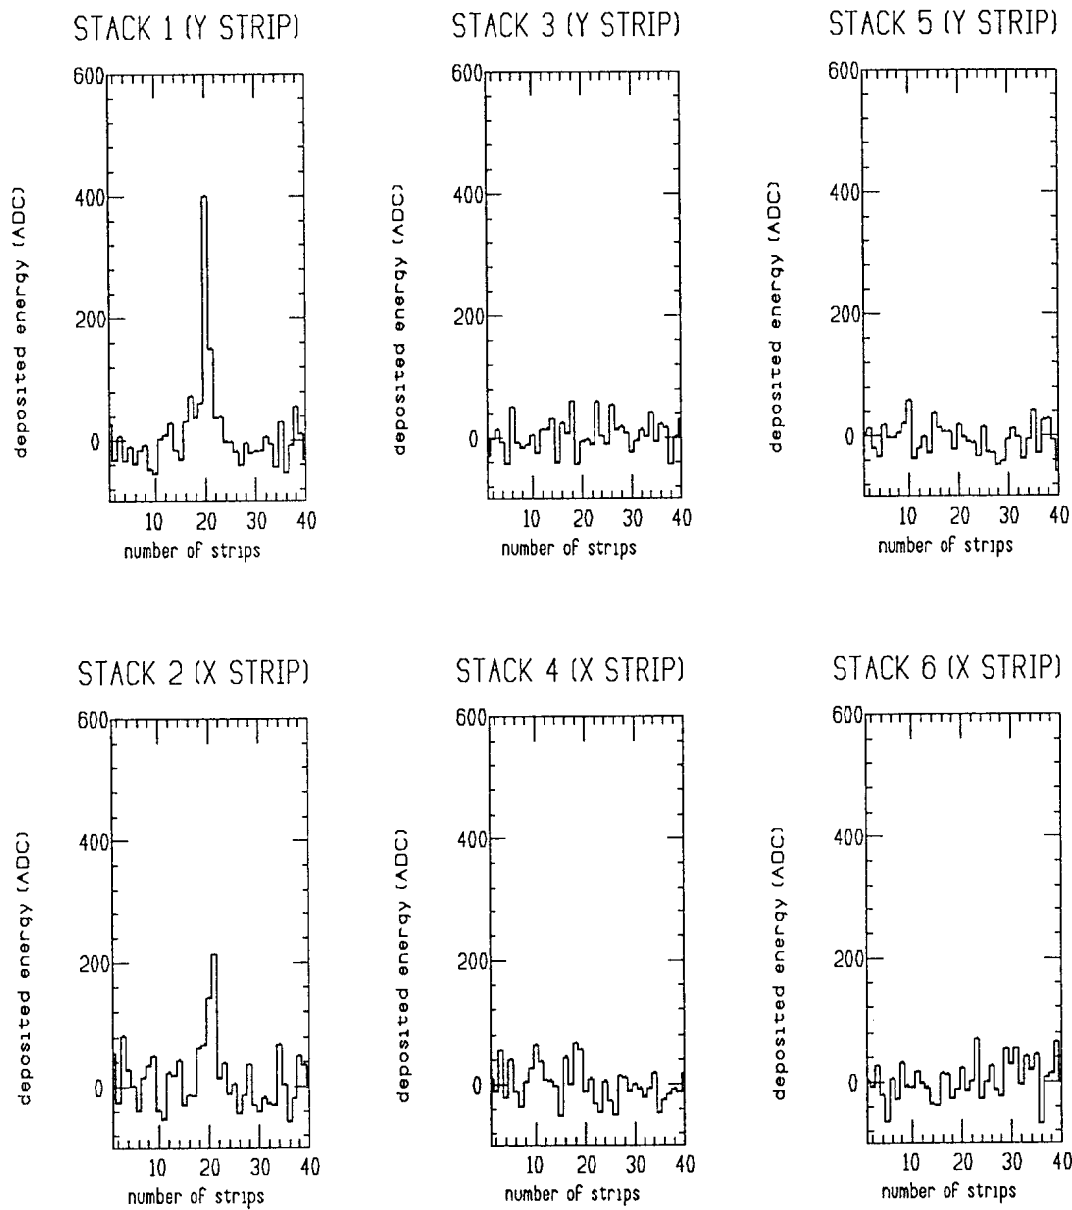 STACK 1 (Y STRIP)
600
400
200
0
deposited energy (ADC)
10 20 30 40
number of strips
STACK 3 (Y STRIP)
600
400
200
0
deposited energy (ADC)
10 20 30 40
number of strips
STACK 5 (Y STRIP)
600
400
200
0
deposited energy (ADC)
10 20 30 40
number of strips
STACK 2 (X STRIP)
600
400
200
0
deposited energy (ADC)
10 20 30 40
number of strips
STACK 4 (X STRIP)
600
400
200
0
deposited energy (ADC)
10 20 30 40
number of strips
STACK 6 (X STRIP)
600
400
200
0
deposited energy (ADC)
10 20 30 40
number of strips